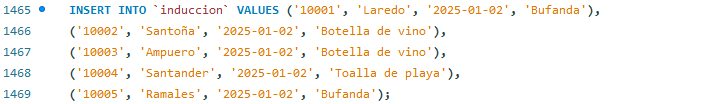 1465 INSERT INTO `induccion` VALUES ('10001', 'Laredo', '2025-01-02', 'Bufanda'),
1466 ('10002', 'Santoña', '2025-01-02', 'Botella de vino'),
1467 ('10003', 'Ampuero', '2025-01-02', 'Botella de vino'),
1468 ('10004', 'Santander', '2025-01-02', 'Toalla de playa'),
1469 ('10005', 'Ramales', '2025-01-02', 'Bufanda');